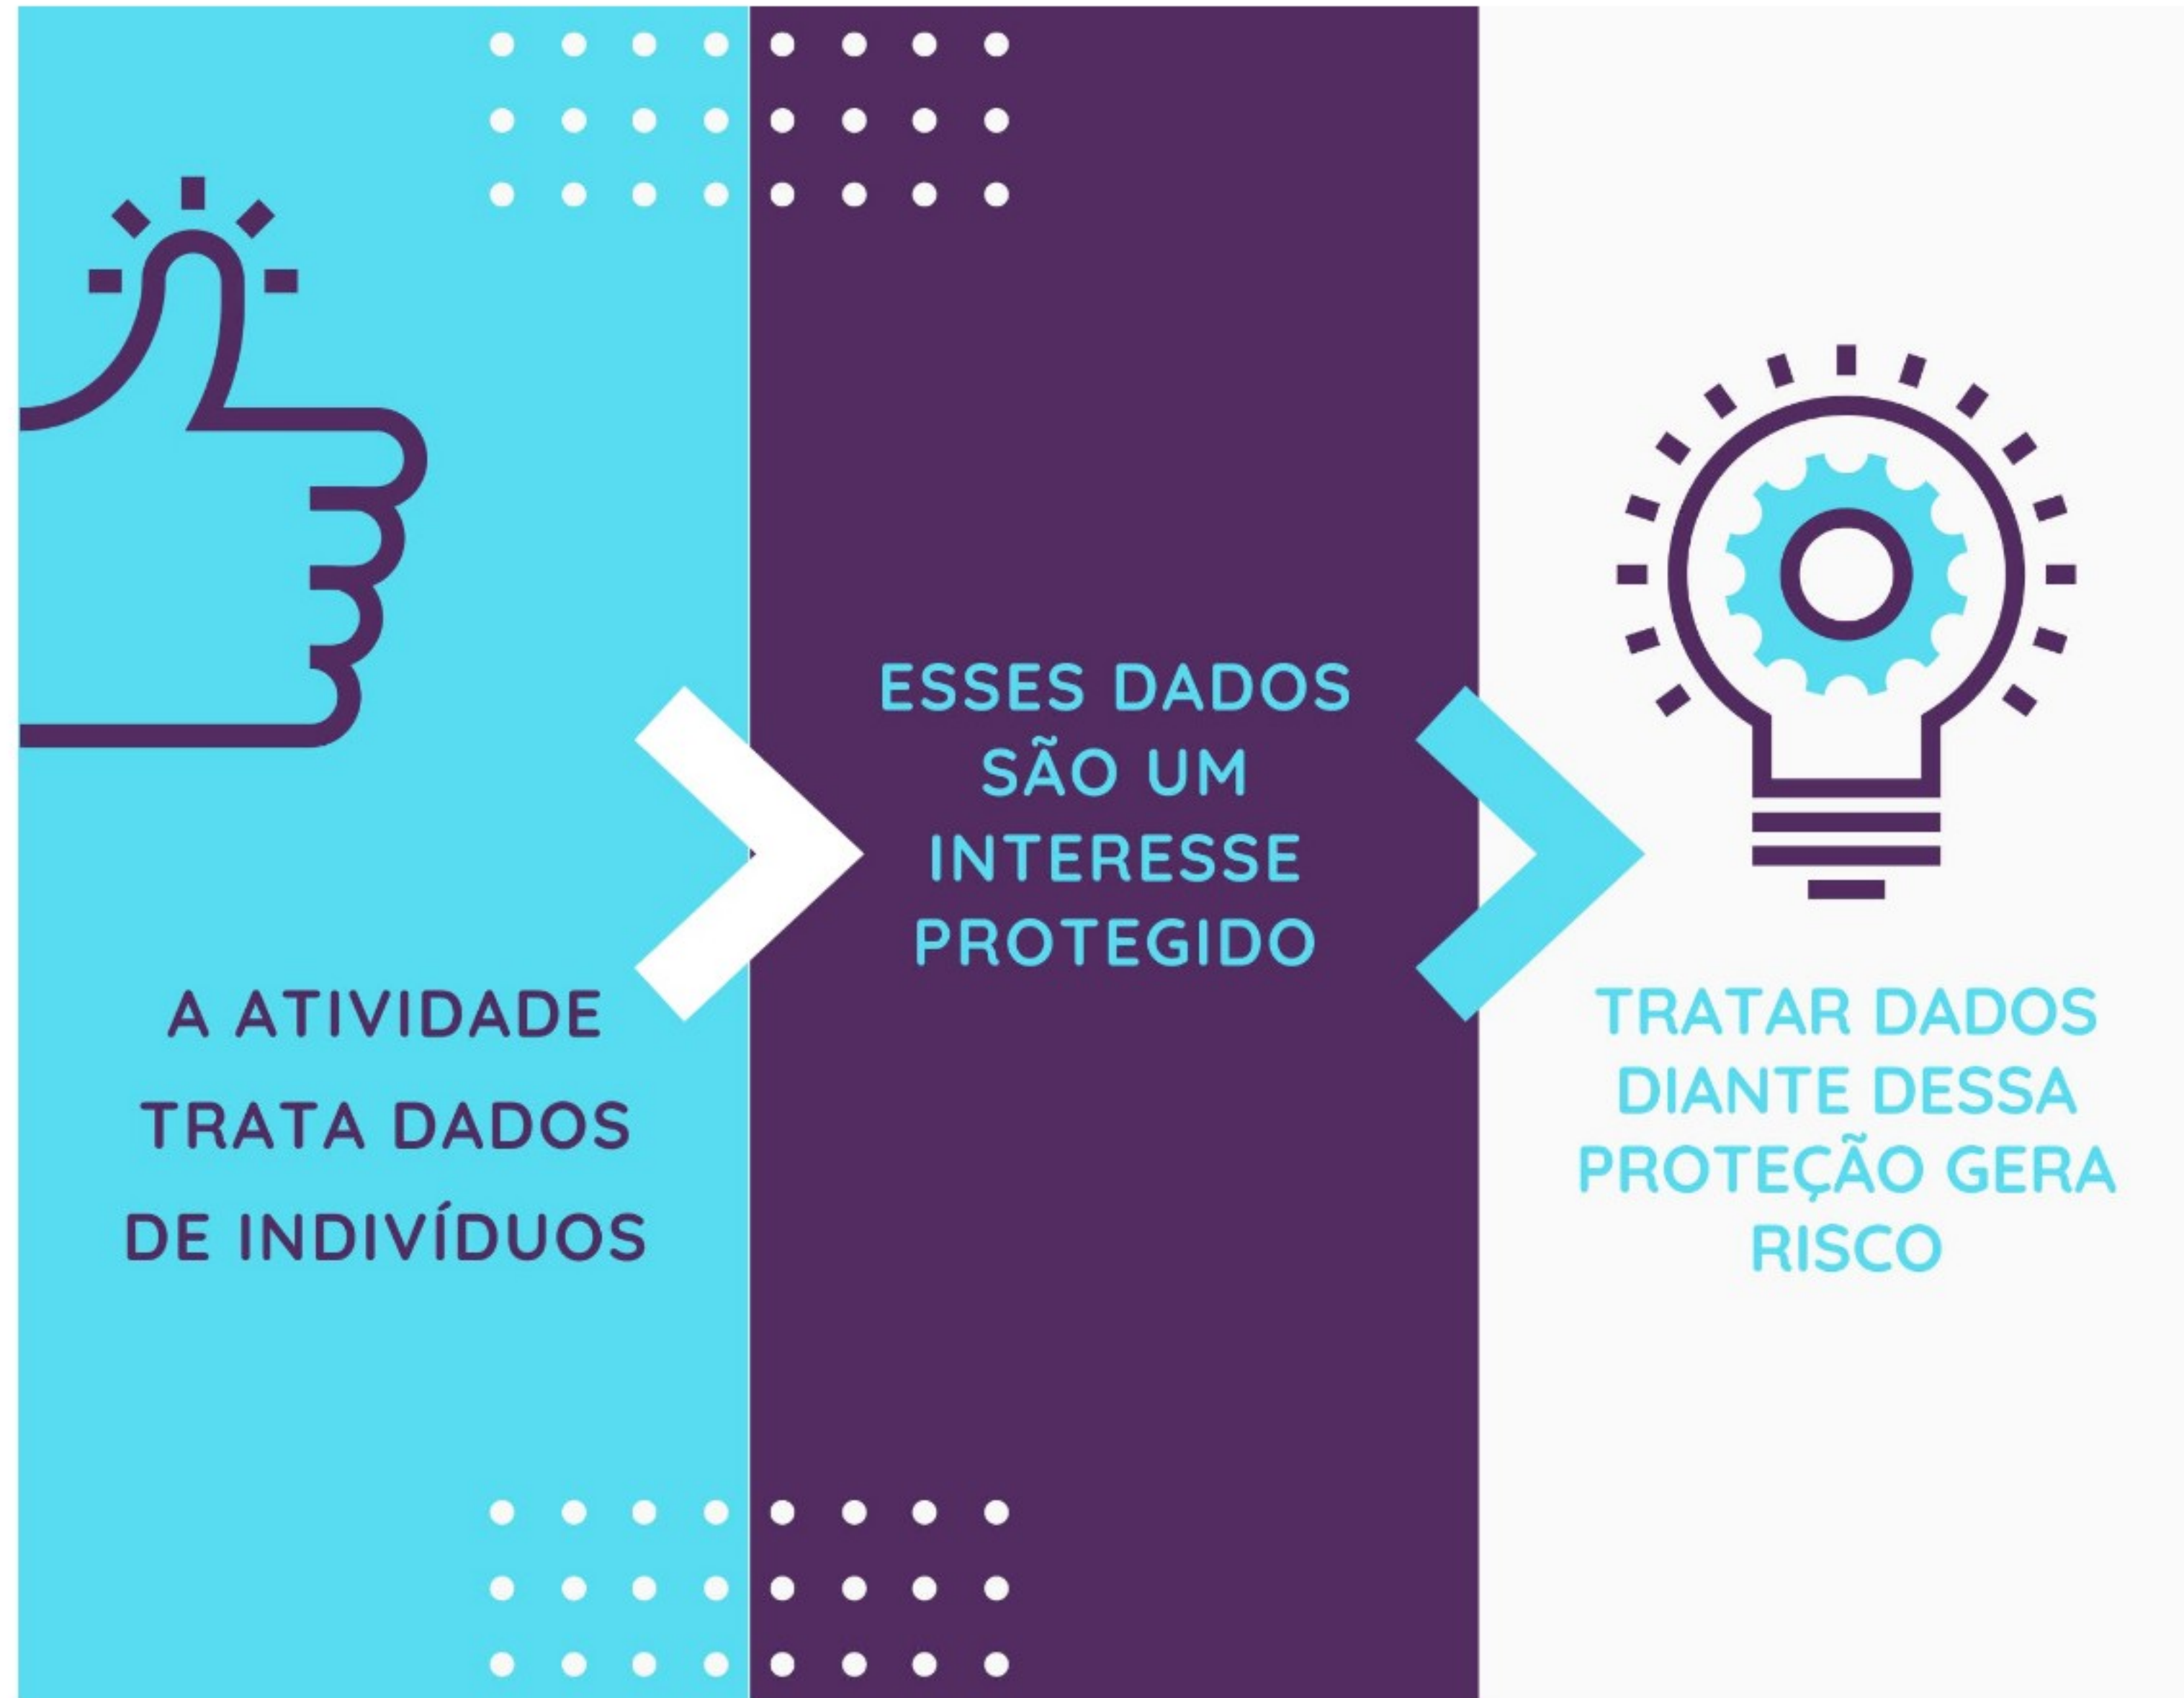 A ATIVIDADE
TRATA DADOS
DE INDIVÍDUOS
ESSES DADOS
SÃO UM
INTERESSE
PROTEGIDO
TRATAR DADOS
DIANTE DESSA
PROTEÇÃO GERA
RISCO